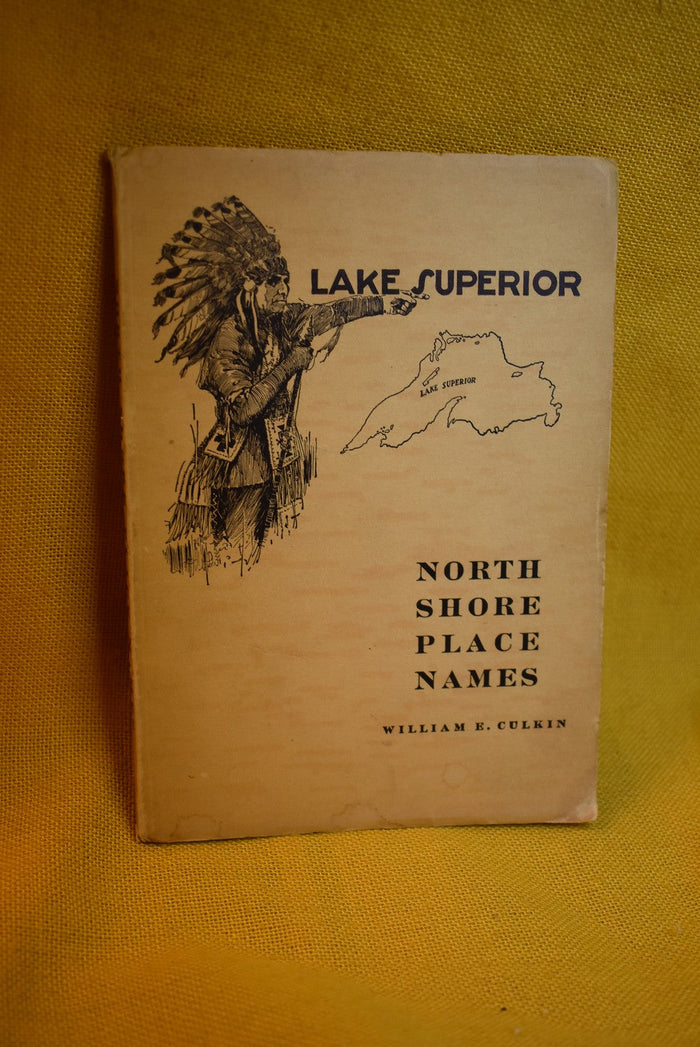 LAKE SUPERIOR
LAKE SUPERIOR
NORTH
SHORE
PLACE
NAMES
WILLIAM E. CULKIN